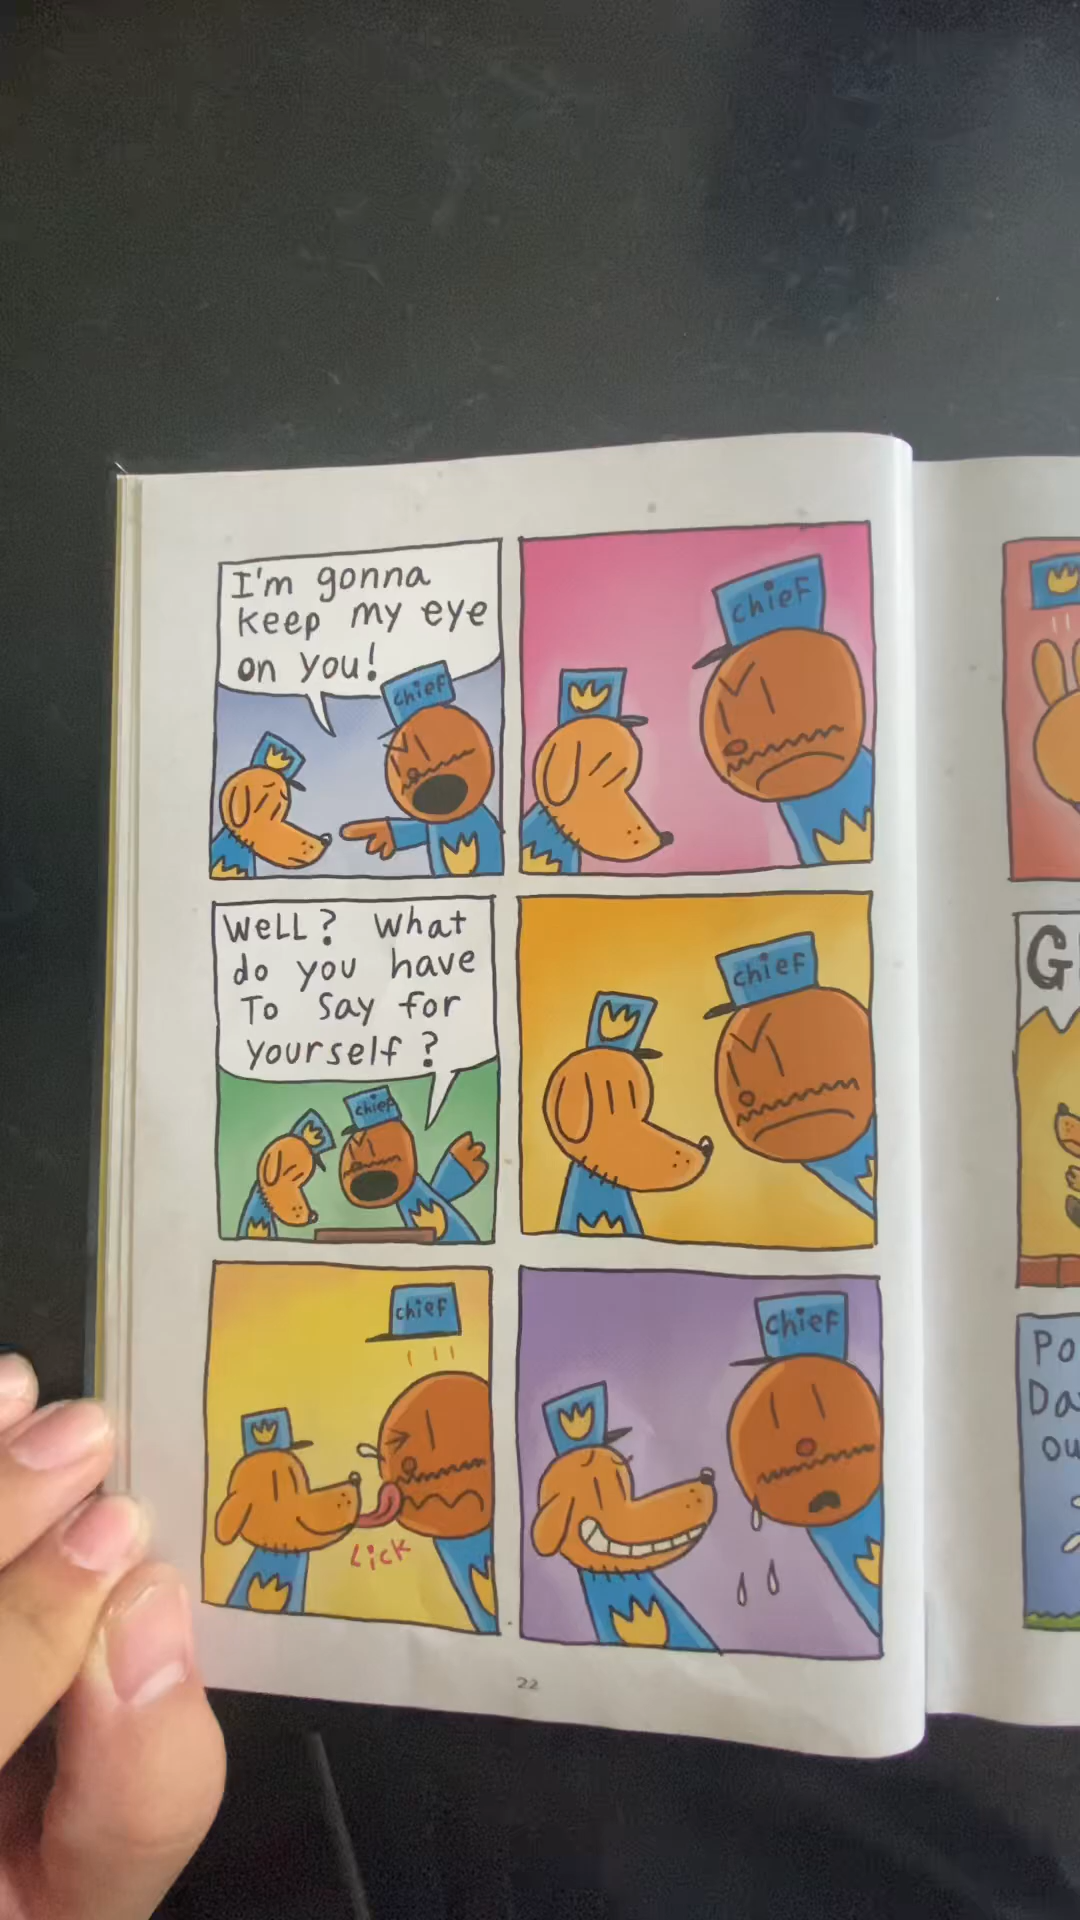 I'm gonna
keep my eye
on you!
chief
chief
Well? What
do you have
To say for
yourself?
chief
chief
chief
Lick
chief
22